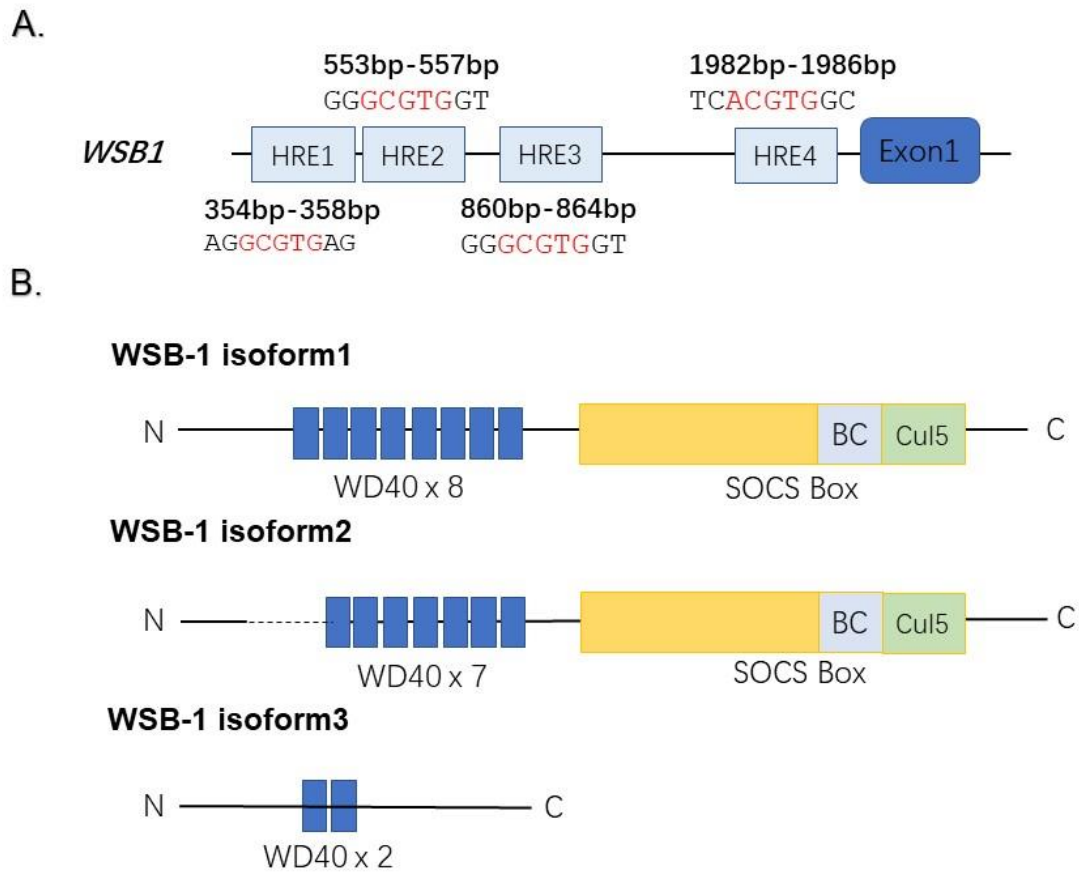 A.
553bp-557bp
GGGCGTGGT
1982bp-1986bp
TCACGTGGC
WSB1
HRE1
HRE2
HRE3
HRE4
Exon1
354bp-358bp
AGGCGTGAG
860bp-864bp
GGGCGTGGT
B.
WSB-1 isoform1
N
BC
Cul5
C
WD40 x 8
SOCS Box
WSB-1 isoform2
N
BC
Cul5
C
WD40 x 7
SOCS Box
WSB-1 isoform3
N
C
WD40 x 2